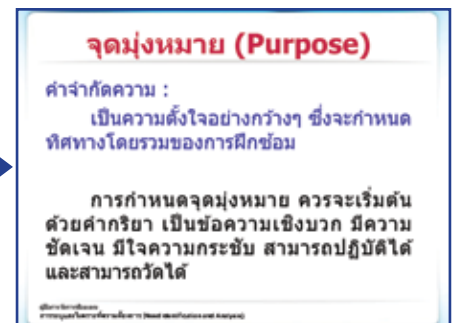 จุดมุ่งหมาย (Purpose)
คำจำกัดความ :
เป็นความตั้งใจอย่างกว้างๆ ซึ่งจะกำหนด
ทิศทางโดยรวมของการฝึกซ้อม
การกำหนดจุดมุ่งหมาย ควรจะเริ่มต้น
ด้วยคำกริยา เป็นข้อความเชิงบวก มีความ
ชัดเจน มีใจความกระชับ สามารถปฏิบัติได้
และสามารถวัดได้
(Need Identification and Analysis)